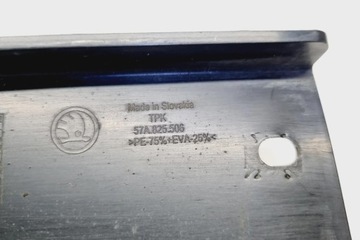 Made in Slovakia
TPK
57A.825.506
>PE-75%+EVA-25%<